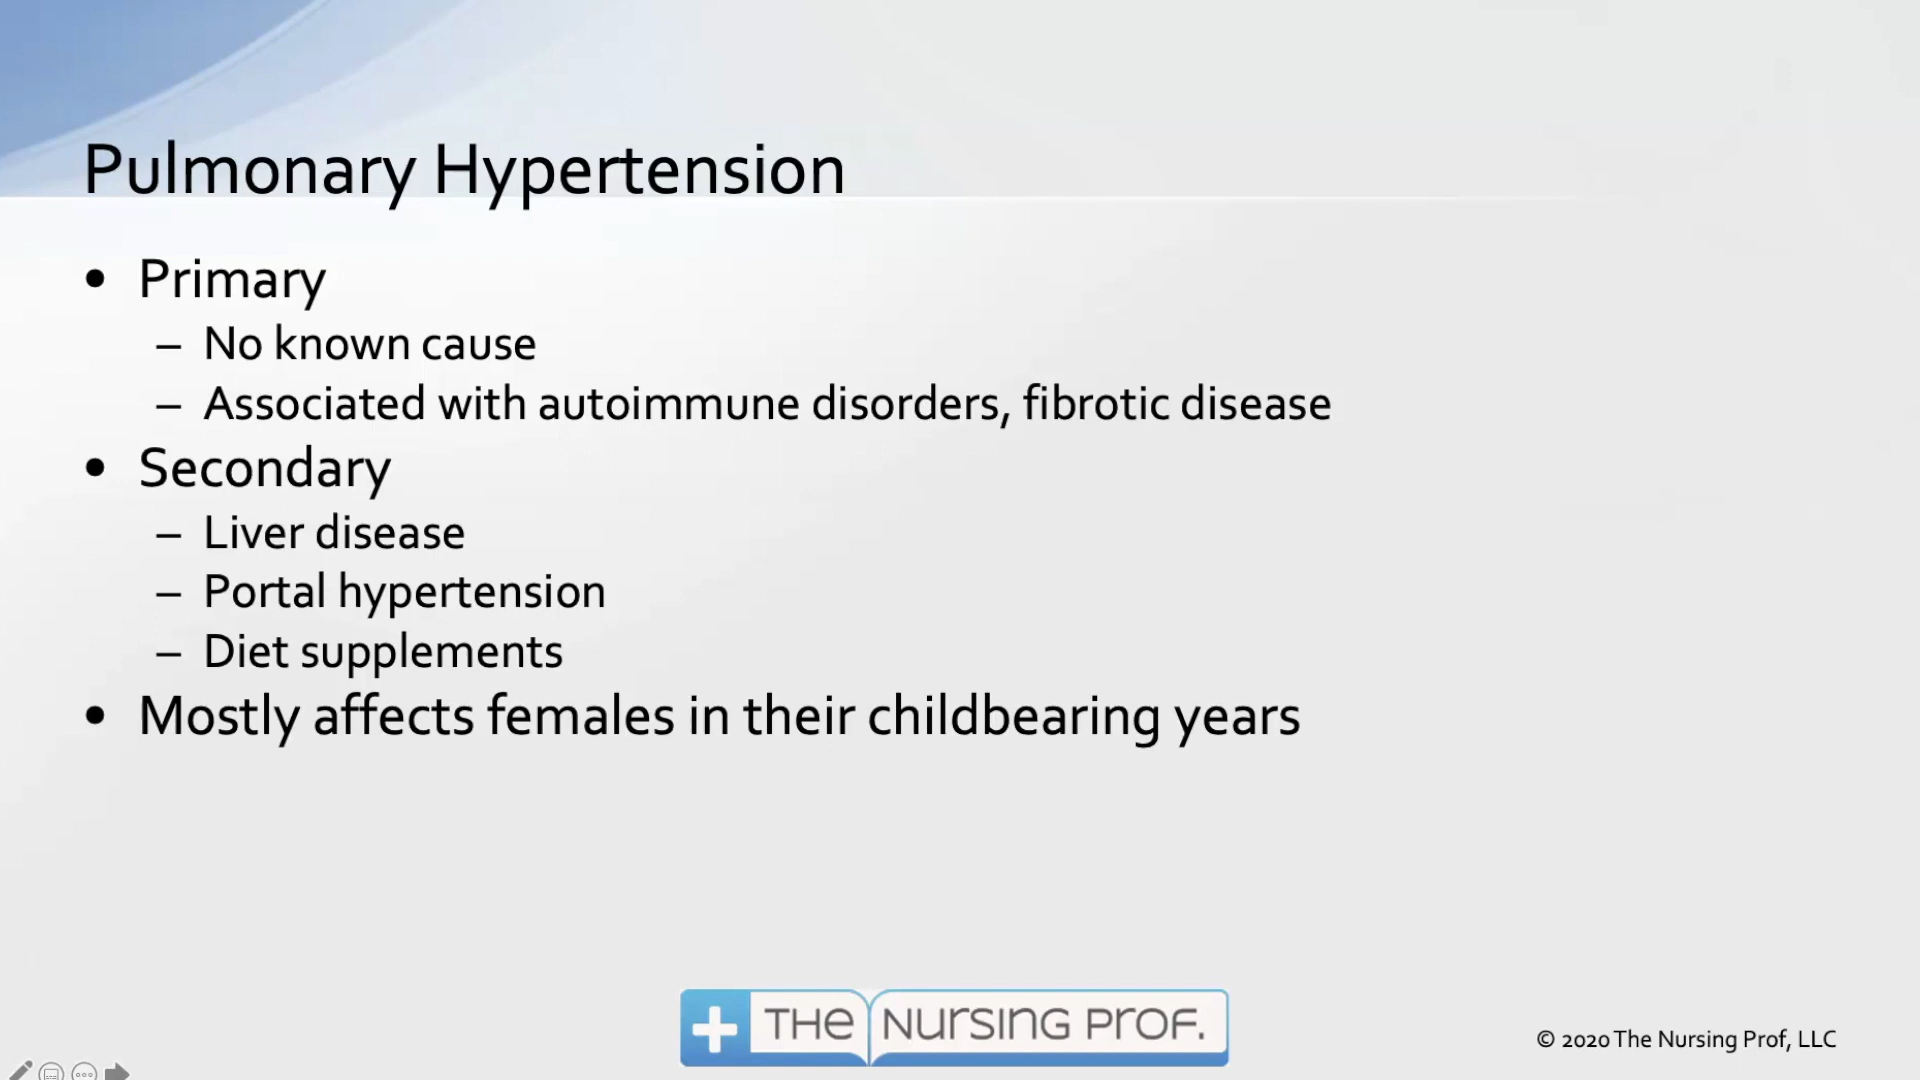 Pulmonary Hypertension
• Primary
– No known cause
– Associated with autoimmune disorders, fibrotic disease
• Secondary
– Liver disease
– Portal hypertension
– Diet supplements
• Mostly affects females in their childbearing years
THE NURSING PROF.
© 2020 The Nursing Prof, LLC